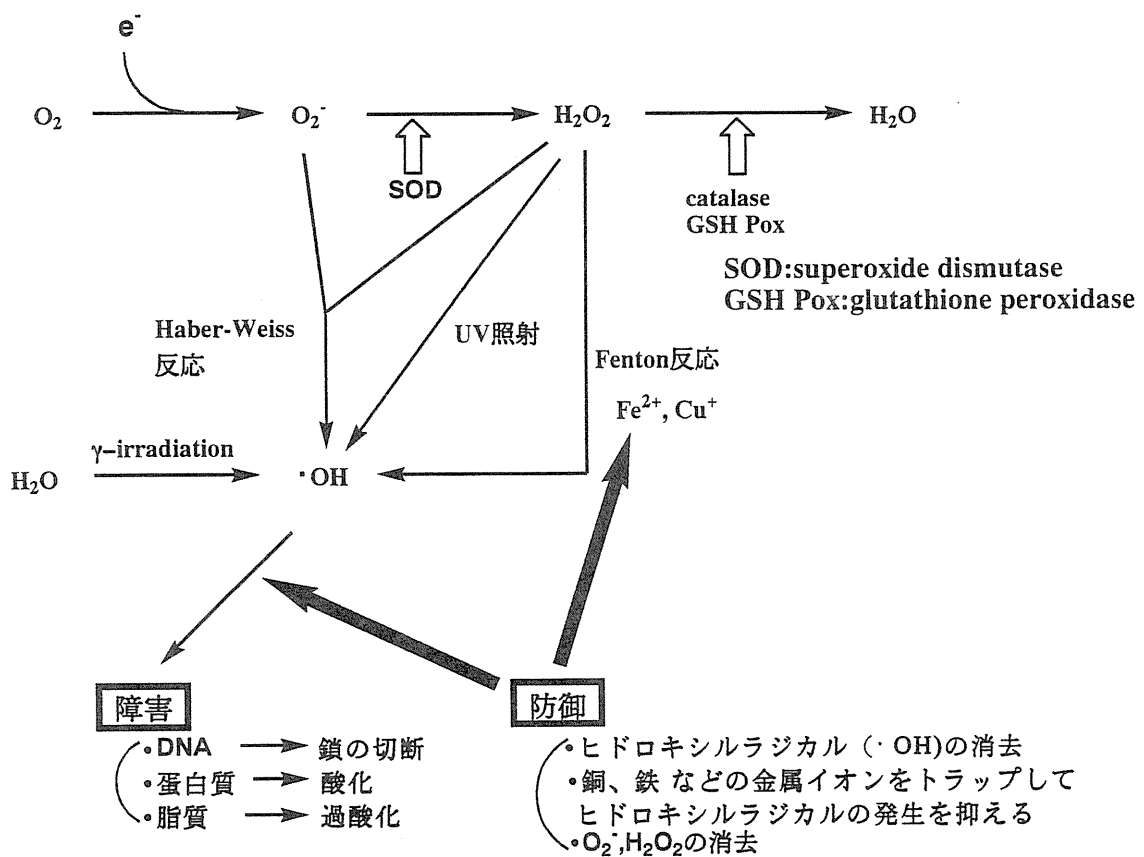 e⁻
O₂
O₂⁻
H₂O₂
H₂O
SOD
catalase
GSH Pox
SOD:superoxide dismutase
GSH Pox:glutathione peroxidase
Haber-Weiss
反応
UV照射
Fenton反応
Fe²⁺, Cu⁺
γ-irradiation
H₂O
·OH
障害
•DNA → 鎖の切断
•蛋白質 → 酸化
•脂質 → 過酸化
防御
•ヒドロキシルラジカル（·OH)の消去
•銅、鉄 などの金属イオンをトラップして
ヒドロキシルラジカルの発生を抑える
•O₂⁻,H₂O₂の消去